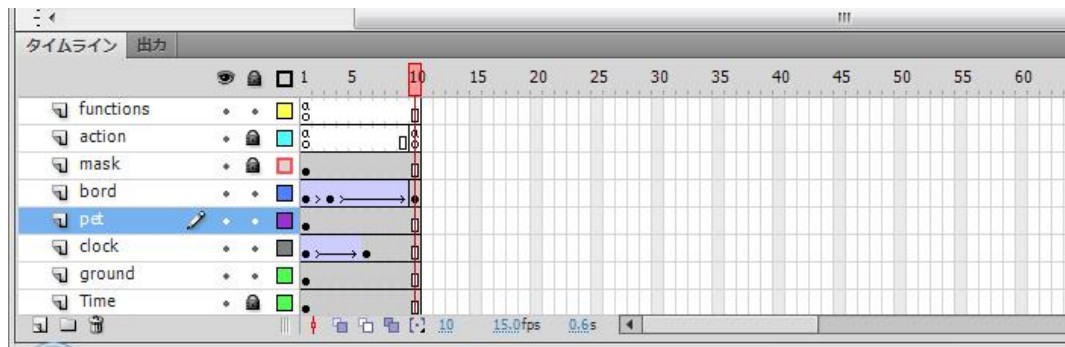 タイムライン 出力
1 5 10 15 20 25 30 35 40 45 50 55 60
functions
action
mask
bord
pet
clock
ground
Time
10 15.0fps 0.6s